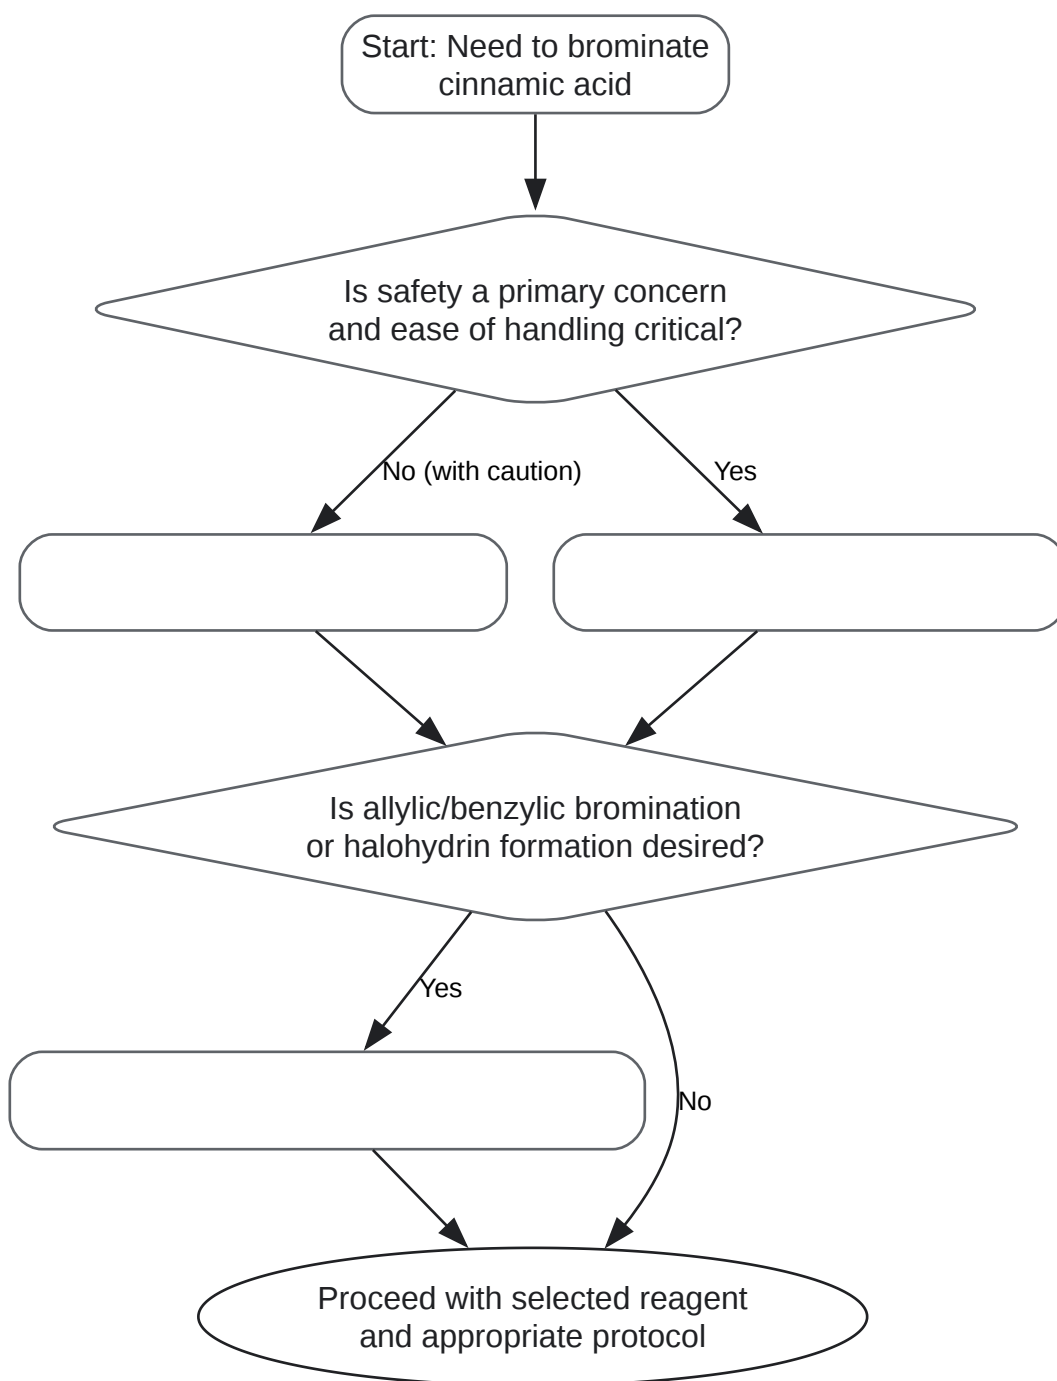 Start: Need to brominate
cinnamic acid
Is safety a primary concern
and ease of handling critical?
No (with caution)
Yes
Is allylic/benzylic bromination
or halohydrin formation desired?
Yes
No
Proceed with selected reagent
and appropriate protocol